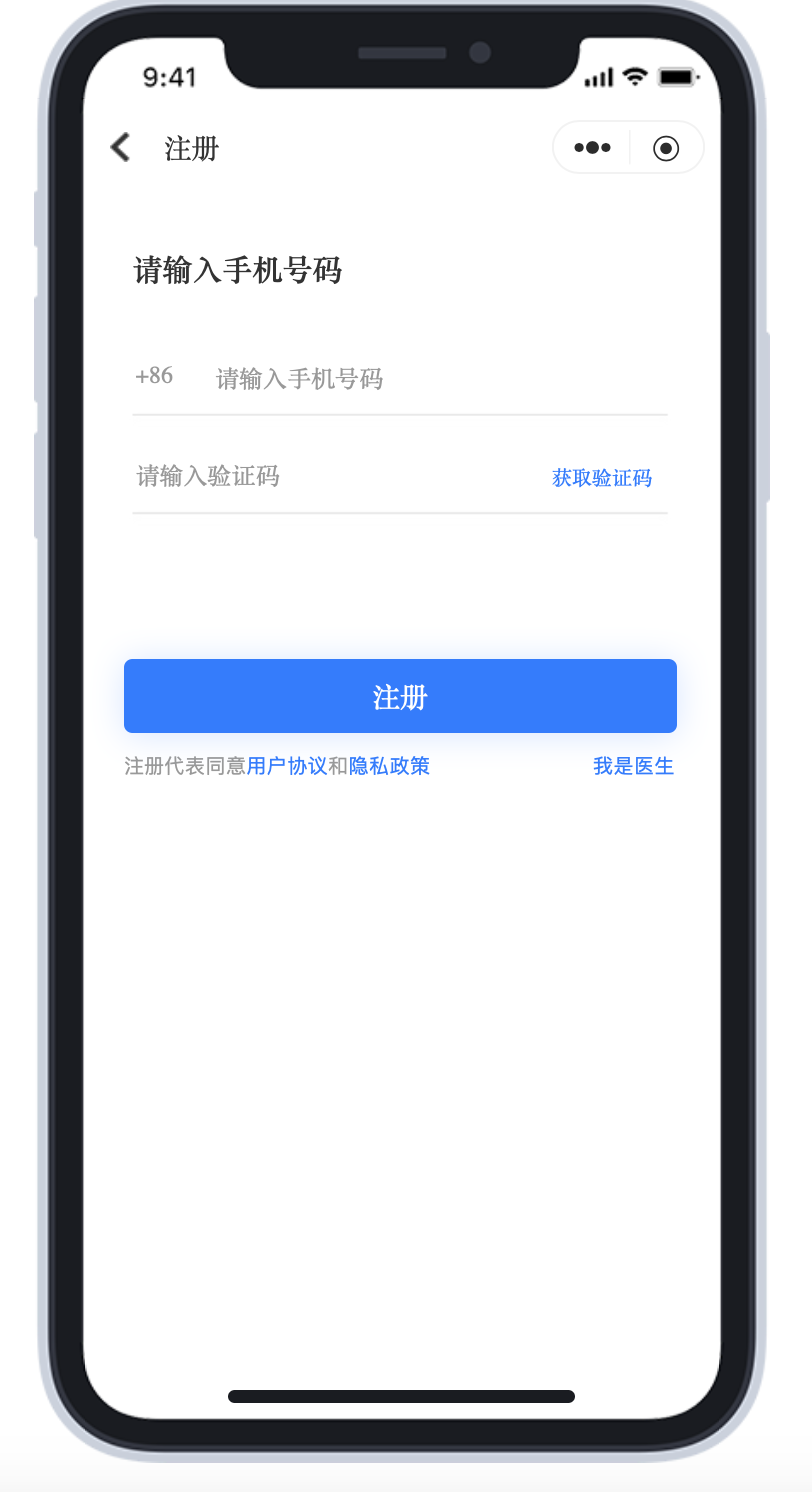 9:41
注册
请输入手机号码
+86 请输入手机号码
请输入验证码 获取验证码
注册
注册代表同意用户协议和隐私政策 我是医生